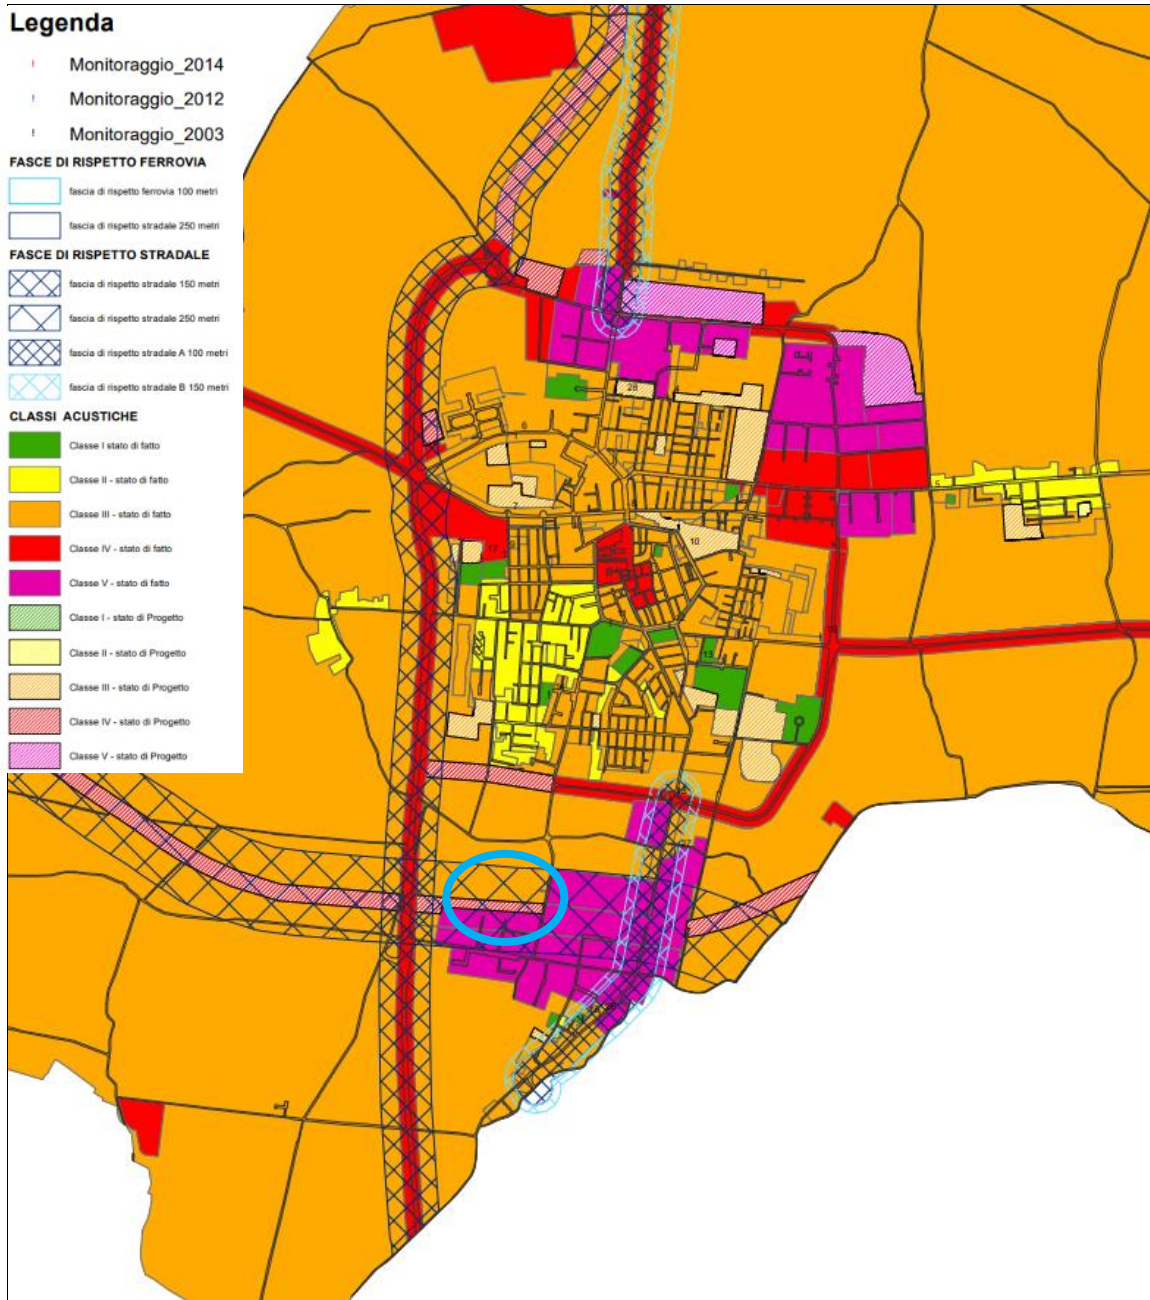 Legenda
Monitoraggio_2014
Monitoraggio_2012
Monitoraggio_2003
FASCE DI RISPETTO FERROVIA
fascia di rispetto ferrovia 100 metri
fascia di rispetto stradale 250 metri
FASCE DI RISPETTO STRADALE
fascia di rispetto stradale 150 metri
fascia di rispetto stradale 250 metri
fascia di rispetto stradale A 100 metri
fascia di rispetto stradale B 150 metri
CLASSI ACUSTICHE
Classe I stato di fatto
Classe II - stato di fatto
Classe III - stato di fatto
Classe IV - stato di fatto
Classe V - stato di fatto
Classe I - stato di Progetto
Classe II - stato di Progetto
Classe III - stato di Progetto
Classe IV - stato di Progetto
Classe V - stato di Progetto
28
6
5
7
10
17
13